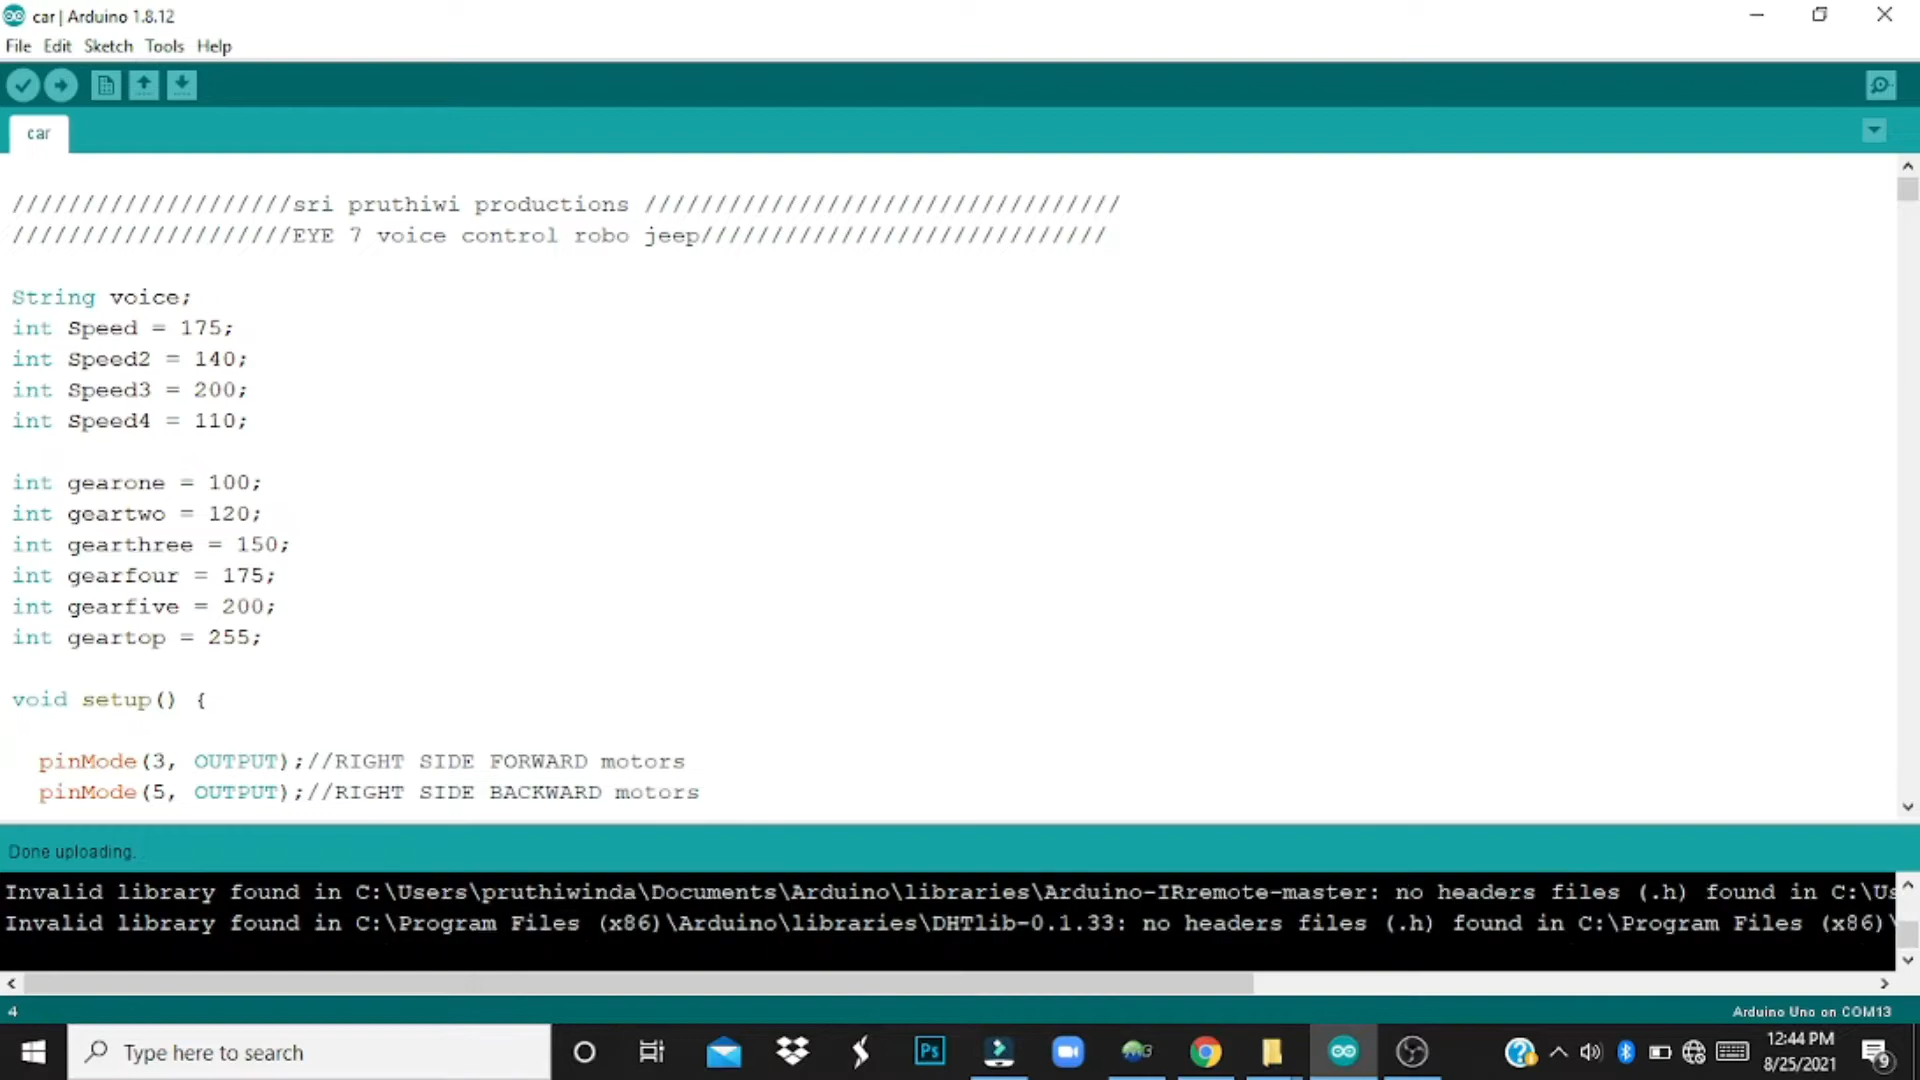 car | Arduino 1.8.12
File Edit Sketch Tools Help
car
////////////////////sri pruthiwi productions //////////////////////////////////
////////////////////EYE 7 voice control robo jeep/////////////////////////////
String voice;
int Speed = 175;
int Speed2 = 140;
int Speed3 = 200;
int Speed4 = 110;
int gearone = 100;
int geartwo = 120;
int gearthree = 150;
int gearfour = 175;
int gearfive = 200;
int geartop = 255;
void setup() {
pinMode(3, OUTPUT);//RIGHT SIDE FORWARD motors
pinMode(5, OUTPUT);//RIGHT SIDE BACKWARD motors
Done uploading.
Invalid library found in C:\Users\pruthiwinda\Documents\Arduino\libraries\Arduino-IRremote-master: no headers files (.h) found in C:\Us
Invalid library found in C:\Program Files (x86)\Arduino\libraries\DHTlib-0.1.33: no headers files (.h) found in C:\Program Files (x86)\
4
Arduino Uno on COM13
Type here to search
Ps
12:44 PM
8/25/2021
9